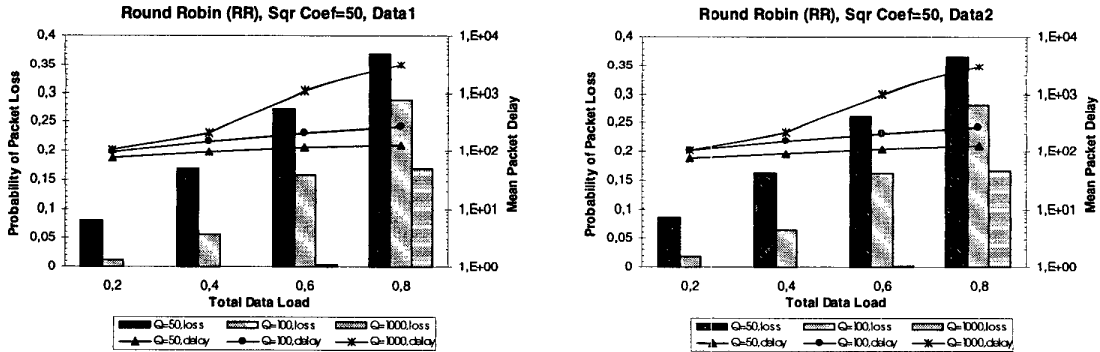 Round Robin (RR), Sqr Coef=50, Data1
0,4
0,35
0,3
0,25
0,2
0,15
0,1
0,05
0
Probability of Packet Loss
1,E+04
1,E+03
1,E+02
1,E+01
1,E+00
Mean Packet Delay
0,2 0,4 0,6 0,8
Total Data Load
Q=50,loss Q=100,loss Q=1000,loss
Q=50,delay Q=100,delay Q=1000,delay
Round Robin (RR), Sqr Coef=50, Data2
0,4
0,35
0,3
0,25
0,2
0,15
0,1
0,05
0
Probability of Packet Loss
1,E+04
1,E+03
1,E+02
1,E+01
1,E+00
Mean Packet Delay
0,2 0,4 0,6 0,8
Total Data Load
Q=50,loss Q=100,loss Q=1000,loss
Q=50,delay Q=100,delay Q=1000,delay